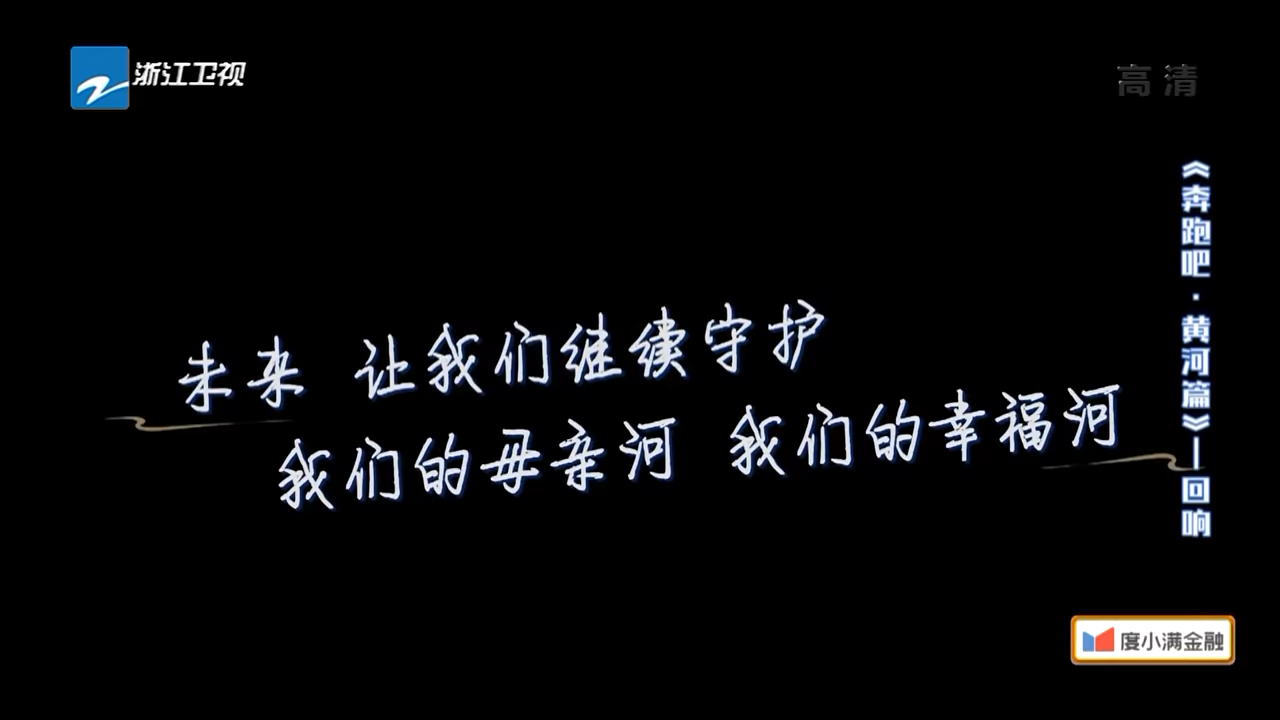 浙江卫视
高清
未来 让我们继续守护
我们的母亲河 我们的幸福河
《奔跑吧·黄河篇》—回响
度小满金融